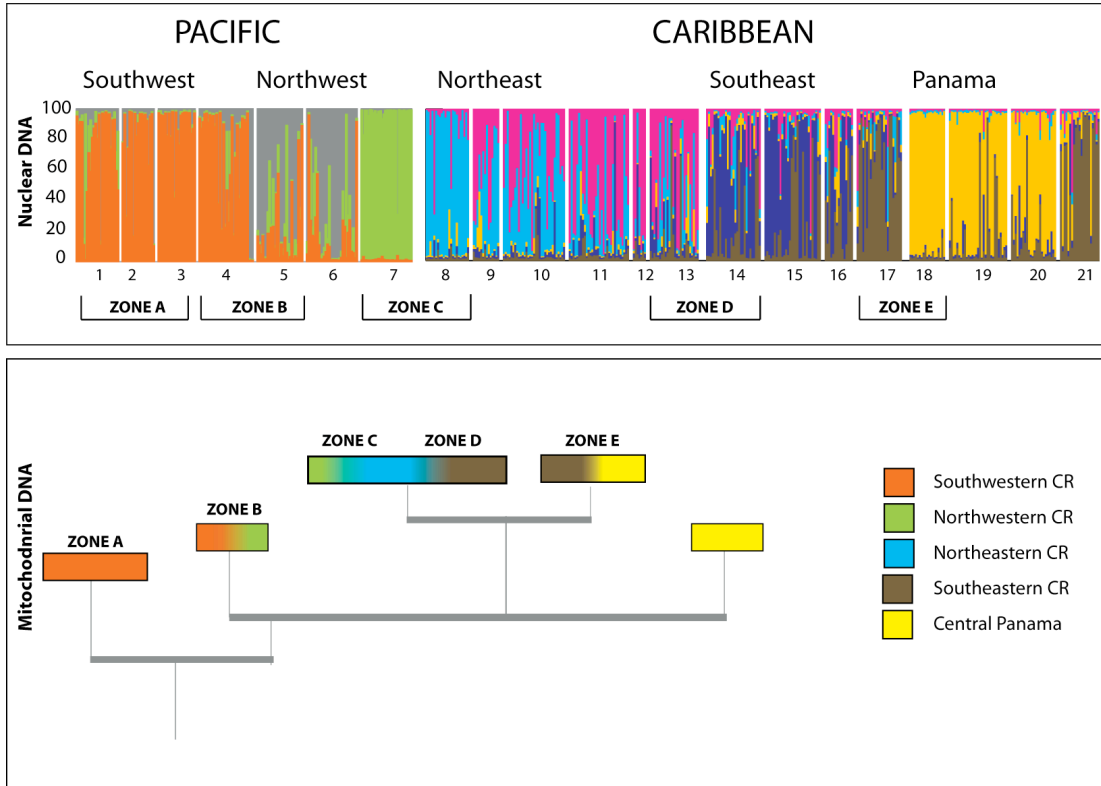 PACIFIC CARIBBEAN
Southwest Northwest Northeast Southeast Panama
Nuclear DNA
100
80
60
40
20
0
1 2 3 4 5 6 7 8 9 10 11 12 13 14 15 16 17 18 19 20 21
ZONE A ZONE B ZONE C ZONE D ZONE E
Mitochodnrial DNA
ZONE C ZONE D ZONE E
ZONE B
ZONE A
Southwestern CR
Northwestern CR
Northeastern CR
Southeastern CR
Central Panama